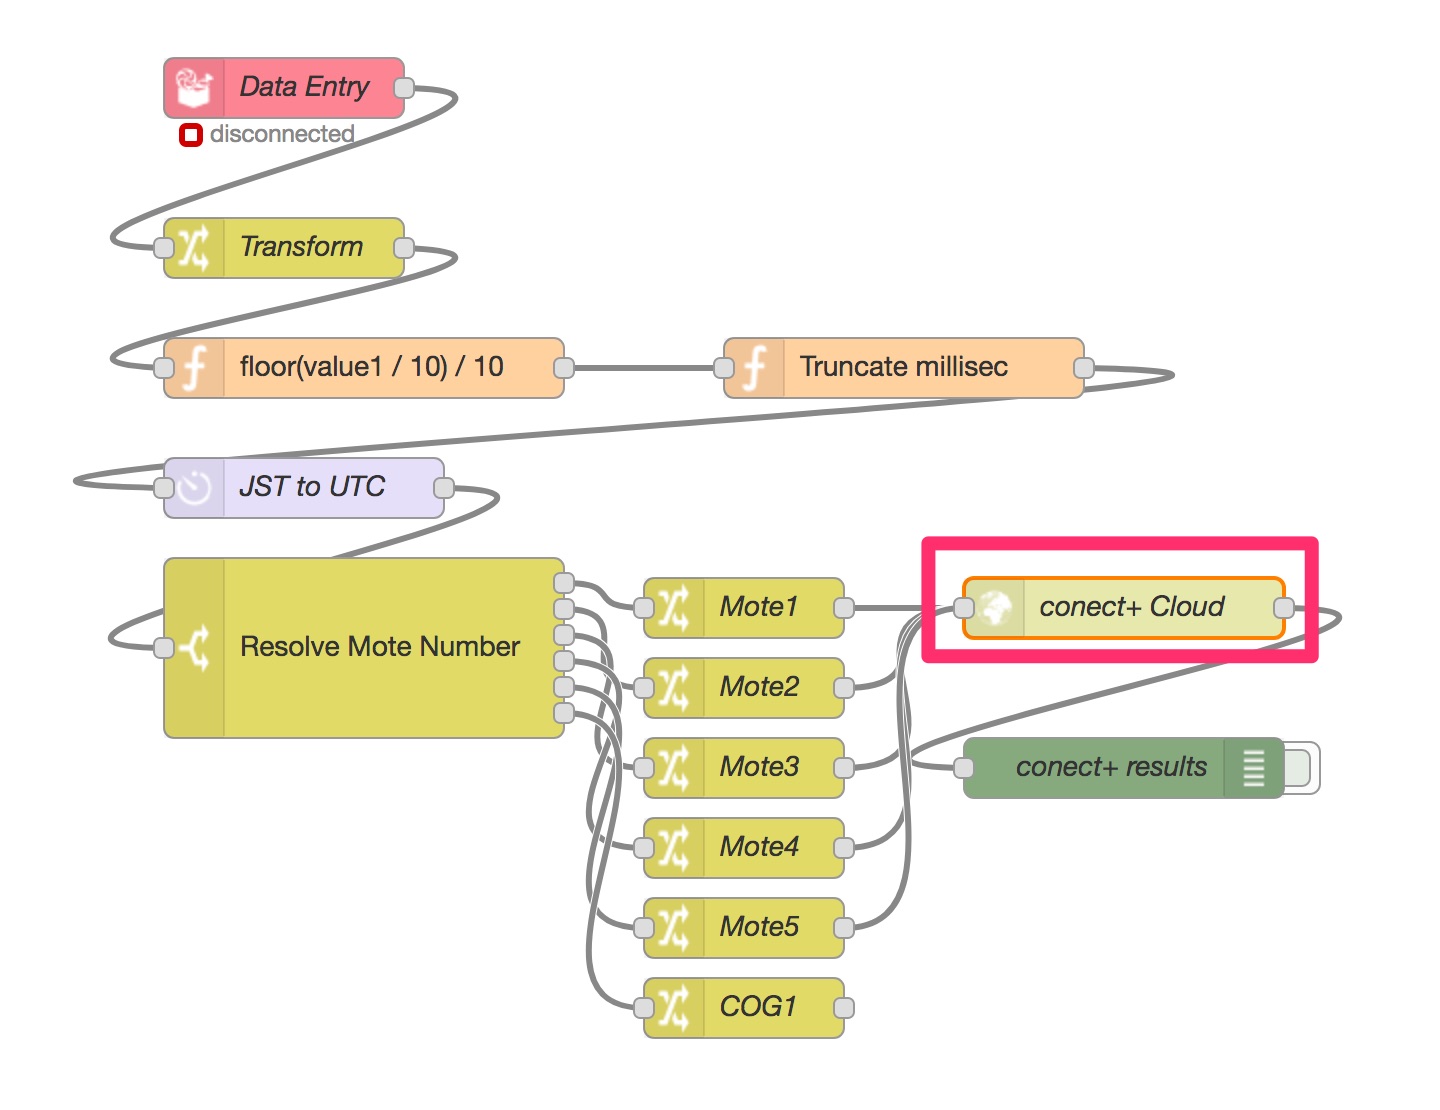 Data Entry
disconnected
Transform
floor(value1 / 10) / 10
Truncate millisec
JST to UTC
Resolve Mote Number
Mote1
conect+ Cloud
Mote2
Mote3
conect+ results
Mote4
Mote5
COG1